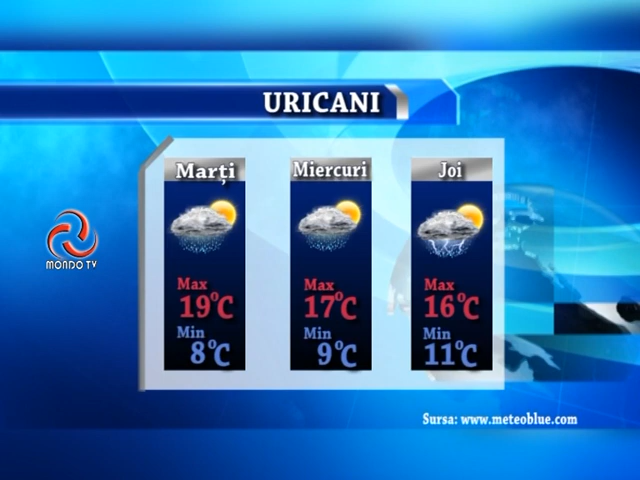 URICANI
Marți
Miercuri
Joi
Max
19°C
Min
8°C
Max
17°C
Min
9°C
Max
16°C
Min
11°C
MONDO TV
Sursa: www.meteoblue.com